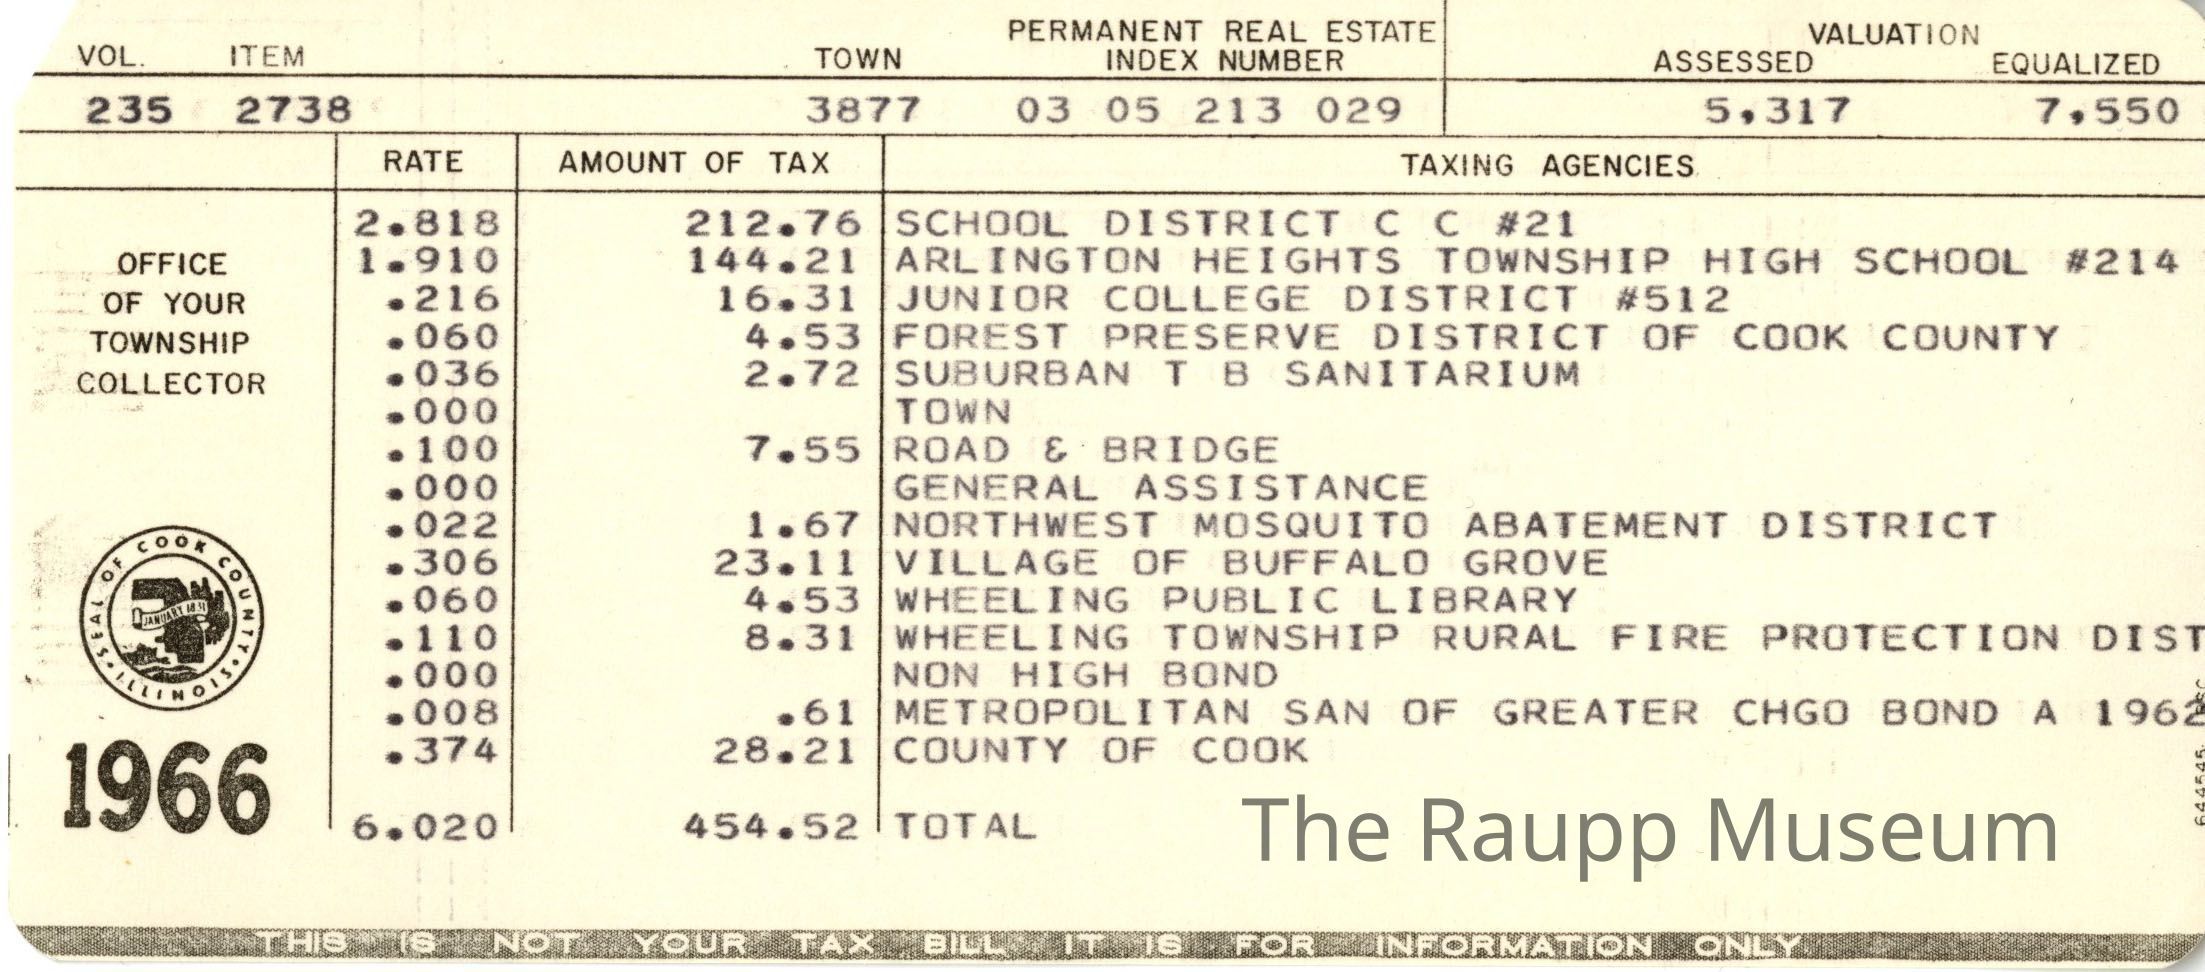 PERMANENT REAL ESTATE VALUATION
VOL. ITEM TOWN INDEX NUMBER ASSESSED EQUALIZED
235 2738 3877 03 05 213 029 5,317 7,550
RATE AMOUNT OF TAX TAXING AGENCIES
2.818 212.76 SCHOOL DISTRICT C C #21
OFFICE 1.910 144.21 ARLINGTON HEIGHTS TOWNSHIP HIGH SCHOOL #214
OF YOUR .216 16.31 JUNIOR COLLEGE DISTRICT #512
TOWNSHIP .060 4.53 FOREST PRESERVE DISTRICT OF COOK COUNTY
COLLECTOR .036 2.72 SUBURBAN T B SANITARIUM
.000 TOWN
.100 7.55 ROAD & BRIDGE
.000 GENERAL ASSISTANCE
.022 1.67 NORTHWEST MOSQUITO ABATEMENT DISTRICT
.306 23.11 VILLAGE OF BUFFALO GROVE
.060 4.53 WHEELING PUBLIC LIBRARY
.110 8.31 WHEELING TOWNSHIP RURAL FIRE PROTECTION DIST
.000 NON HIGH BOND
.008 .61 METROPOLITAN SAN OF GREATER CHGO BOND A 1962
.374 28.21 COUNTY OF COOK
6.020 454.52 TOTAL
SEAL OF COOK COUNTY • ILLINOIS •
JANUARY 1831
1966
The Raupp Museum
THIS IS NOT YOUR TAX BILL IT IS FOR INFORMATION ONLY